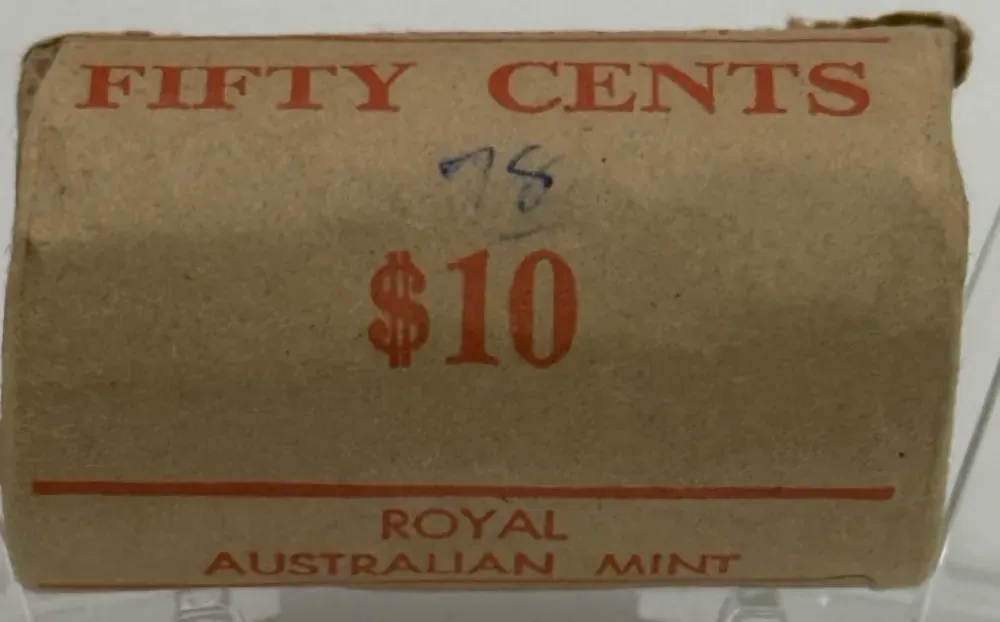 FIFTY CENTS
78
$10
ROYAL
AUSTRALIAN MINT